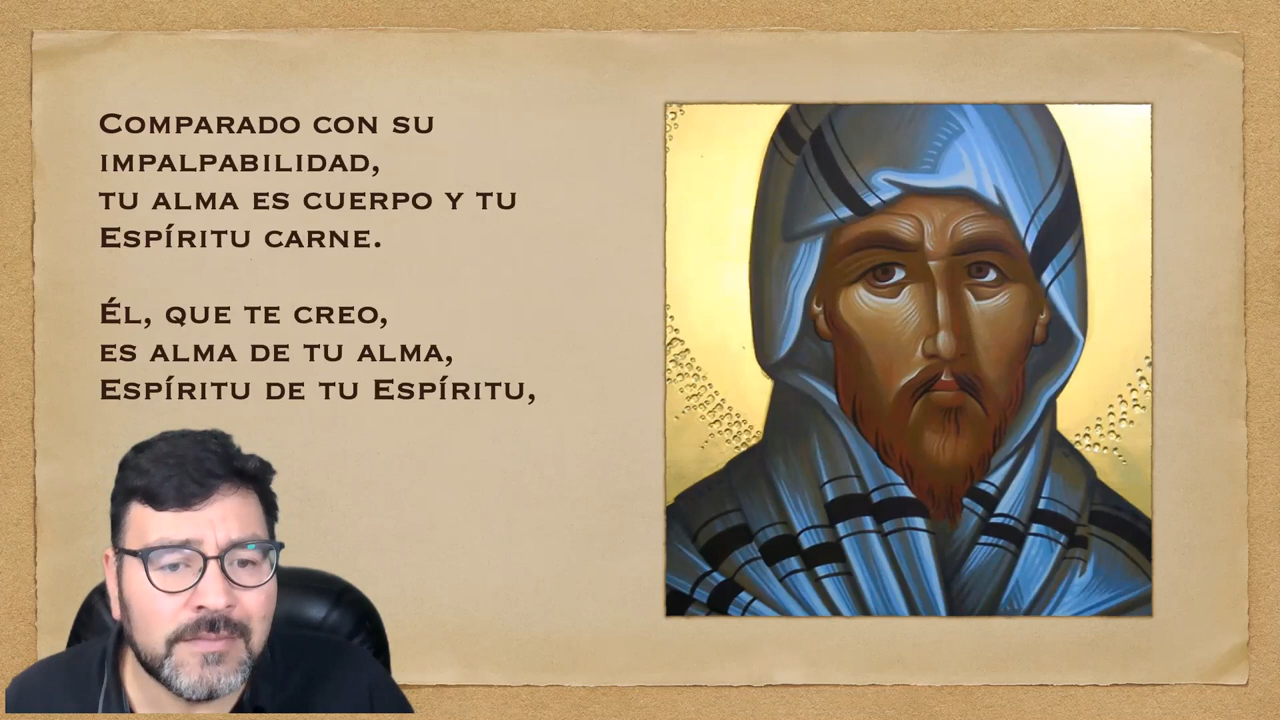 Comparado con su
impalpabilidad,
tu alma es cuerpo y tu
Espíritu carne.
Él, que te creo,
es alma de tu alma,
Espíritu de tu Espíritu,